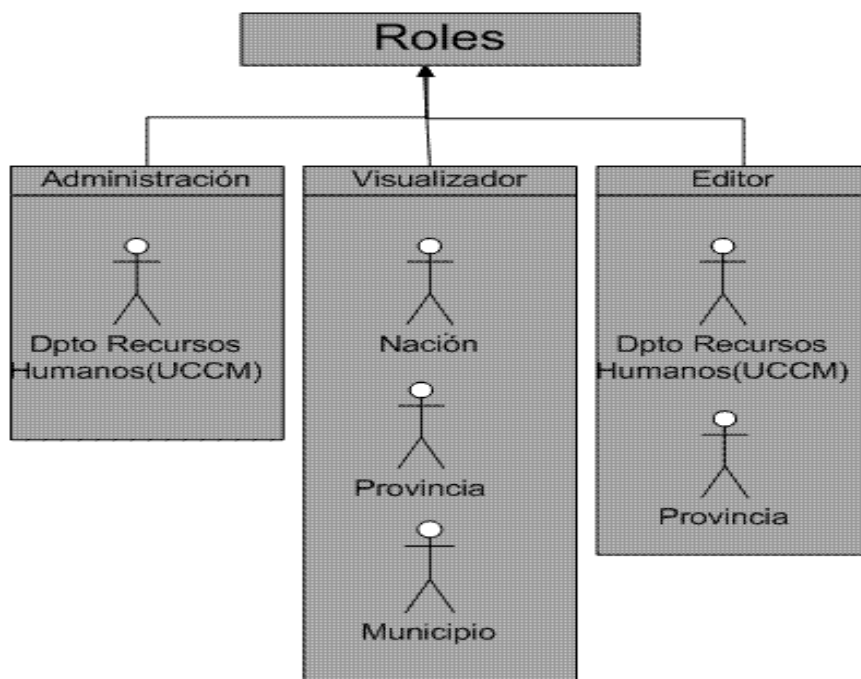 Roles
Administración
Dpto Recursos
Humanos(UCCM)
Visualizador
Nación
Provincia
Municipio
Editor
Dpto Recursos
Humanos(UCCM)
Provincia